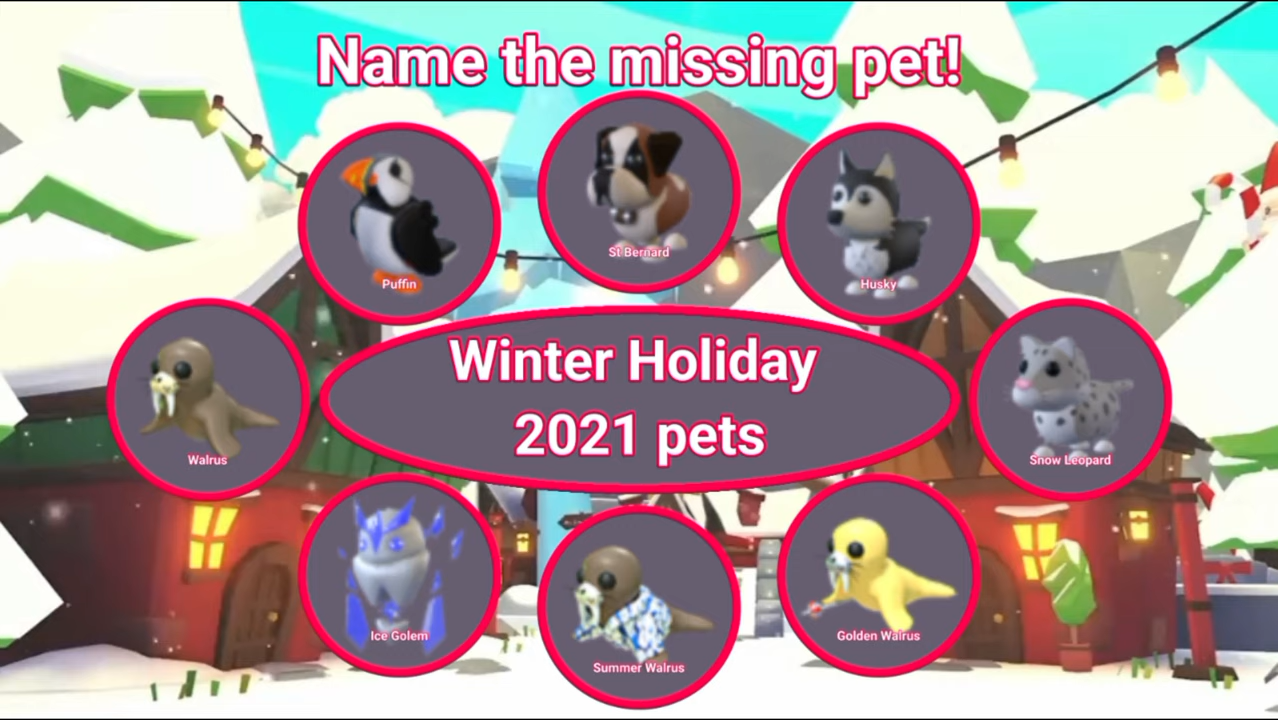 Name the missing pet!
Puffin
St Bernard
Husky
Walrus
Winter Holiday
2021 pets
Snow Leopard
Ice Golem
Summer Walrus
Golden Walrus